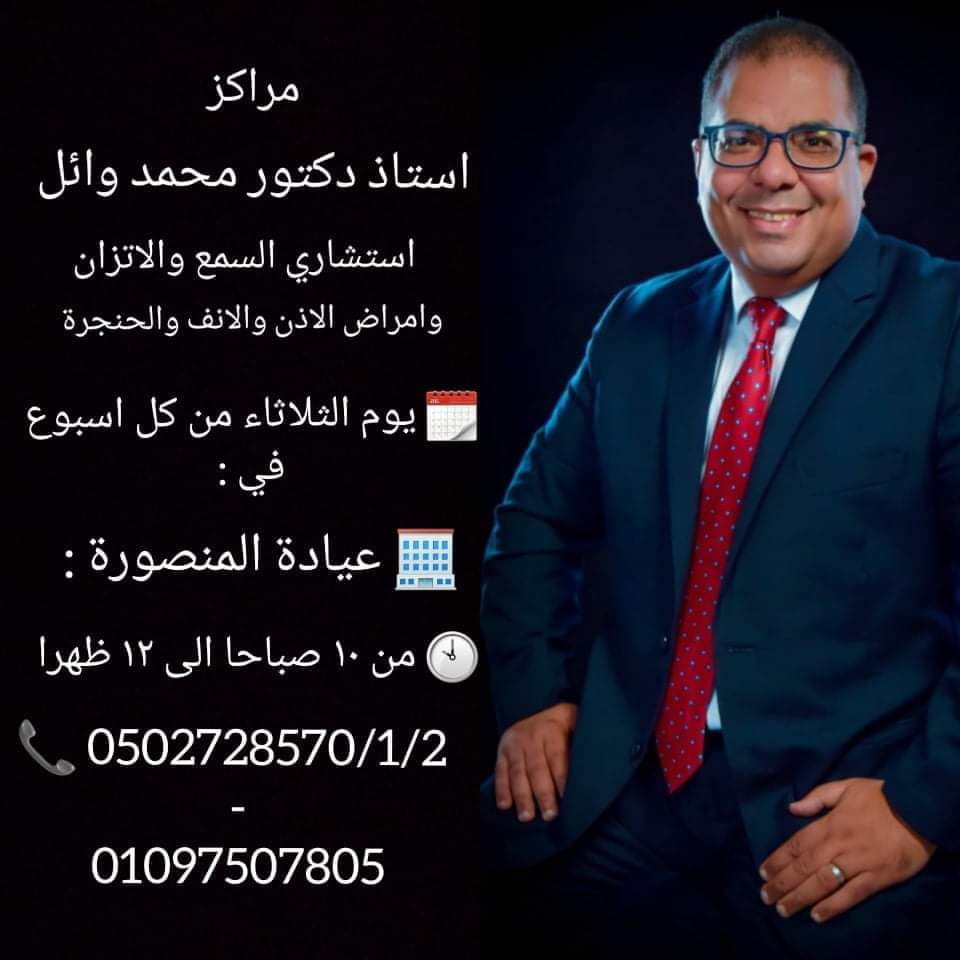 مراكز
استاذ دكتور محمد وائل
استشاري السمع والاتزان
وامراض الاذن والانف والحنجرة
يوم الثلاثاء من كل اسبوع
في :
عيادة المنصورة :
من ١٠ صباحا الى ١٢ ظهرا
0502728570/1/2
-
01097507805